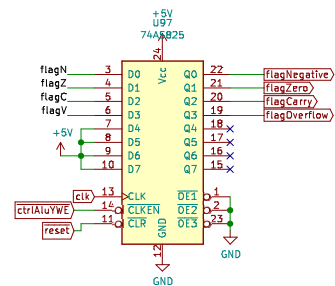 +5V
U97
74AS825
24
Vcc
flagN 3 D0 Q0 22 flagNegative
flagZ 4 D1 Q1 21 flagZero
flagC 5 D2 Q2 20 flagCarry
flagV 6 D3 Q3 19 flagOverflow
7 D4 Q4 18
+5V 8 D5 Q5 17
9 D6 Q6 16
10 D7 Q7 15
clk 13 CLK OE1 1
ctrlAluYWE 14 CLKEN OE2 2
reset 11 CLR OE3 23
GND
12
GND
GND